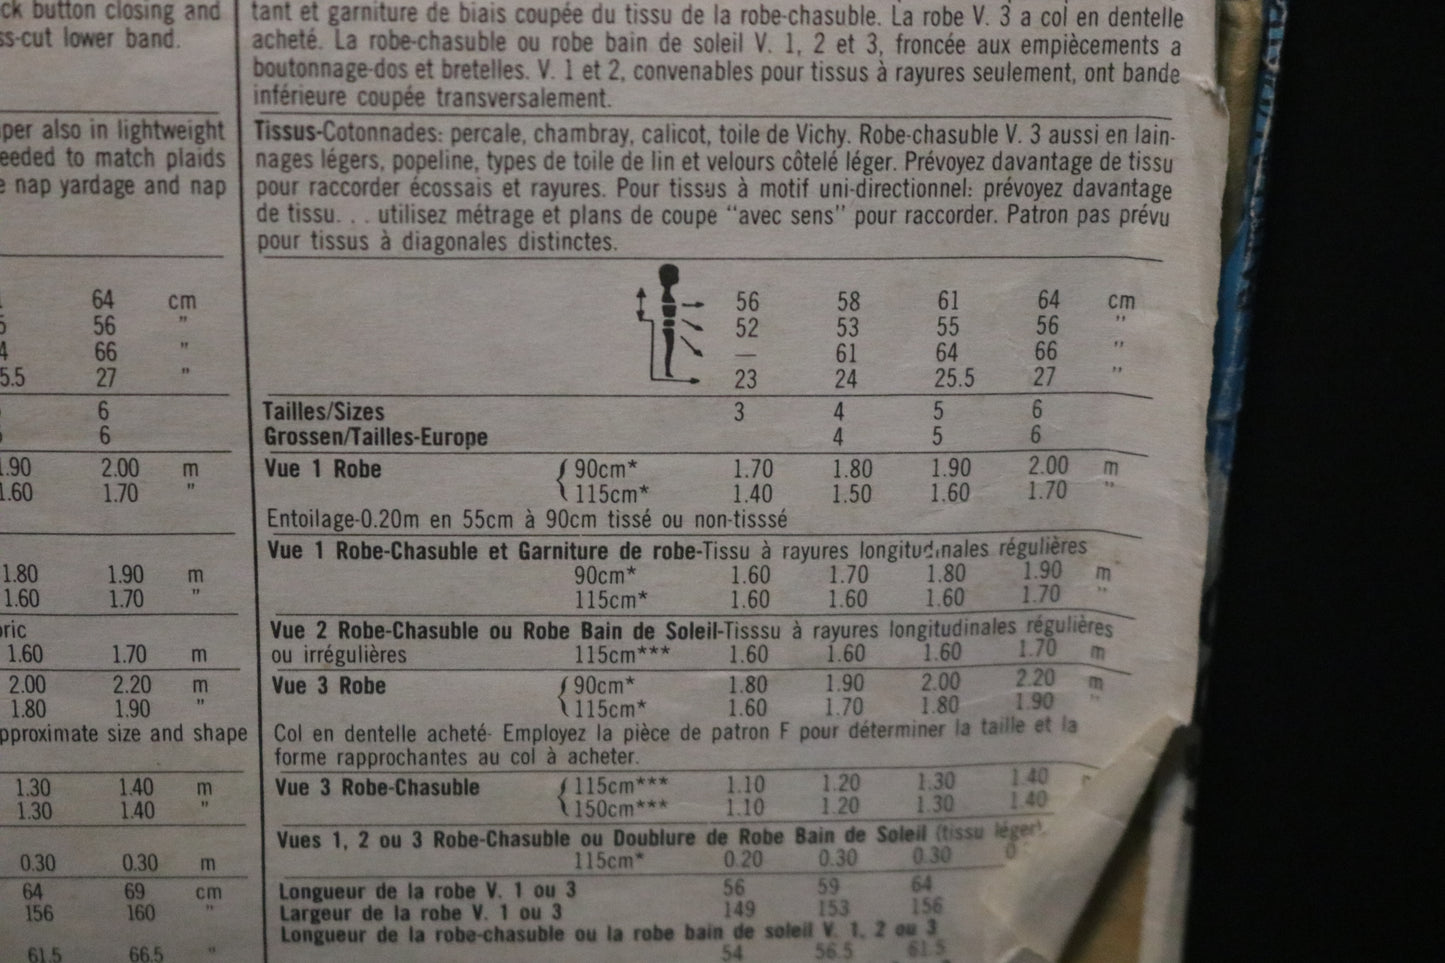 ck button closing and
ss-cut lower band.
per also in lightweight
eeded to match plaids
e nap yardage and nap
64 cm
56 "
66 "
5.5 27 "
6
6
1.90 2.00 m
1.60 1.70 "
1.80 1.90 m
1.60 1.70 "
ric
1.60 1.70 m
2.00 2.20 m
1.80 1.90 "
pproximate size and shape
1.30 1.40 m
1.30 1.40 "
0.30 0.30 m
64 69 cm
156 160 "
61.5 66.5 "
tant et garniture de biais coupée du tissu de la robe-chasuble. La robe V. 3 a col en dentelle
acheté. La robe-chasuble ou robe bain de soleil V. 1, 2 et 3, froncée aux empiècements a
boutonnage-dos et bretelles. V. 1 et 2, convenables pour tissus à rayures seulement, ont bande
inférieure coupée transversalement.
Tissus-Cotonnades: percale, chambray, calicot, toile de Vichy. Robe-chasuble V. 3 aussi en lain-
nages légers, popeline, types de toile de lin et velours côtelé léger. Prévoyez davantage de tissu
pour raccorder écossais et rayures. Pour tissus à motif uni-directionnel: prévoyez davantage
de tissu. . . utilisez métrage et plans de coupe "avec sens" pour raccorder. Patron pas prévu
pour tissus à diagonales distinctes.
56 58 61 64 cm
52 53 55 56 "
— 61 64 66 "
23 24 25.5 27 "
Tailles/Sizes 3 4 5 6
Grossen/Tailles-Europe 4 5 6
Vue 1 Robe 90cm* 1.70 1.80 1.90 2.00 m
115cm* 1.40 1.50 1.60 1.70 "
Entoilage-0.20m en 55cm à 90cm tissé ou non-tisssé
Vue 1 Robe-Chasuble et Garniture de robe-Tissu à rayures longitudinales régulières
90cm* 1.60 1.70 1.80 1.90 m
115cm* 1.60 1.60 1.60 1.70 "
Vue 2 Robe-Chasuble ou Robe Bain de Soleil-Tisssu à rayures longitudinales régulières
ou irrégulières 115cm*** 1.60 1.60 1.60 1.70 m
Vue 3 Robe 90cm* 1.80 1.90 2.00 2.20 m
115cm* 1.60 1.70 1.80 1.90 "
Col en dentelle acheté- Employez la pièce de patron F pour déterminer la taille et la
forme rapprochantes au col à acheter.
Vue 3 Robe-Chasuble 115cm*** 1.10 1.20 1.30 1.40
150cm*** 1.10 1.20 1.30 1.40
Vues 1, 2 ou 3 Robe-Chasuble ou Doublure de Robe Bain de Soleil (tissu léger)
115cm* 0.20 0.30 0.30
Longueur de la robe V. 1 ou 3 56 59 64
Largeur de la robe V. 1 ou 3 149 153 156
Longueur de la robe-chasuble ou la robe bain de soleil V. 1, 2 ou 3
54 56.5 61.5